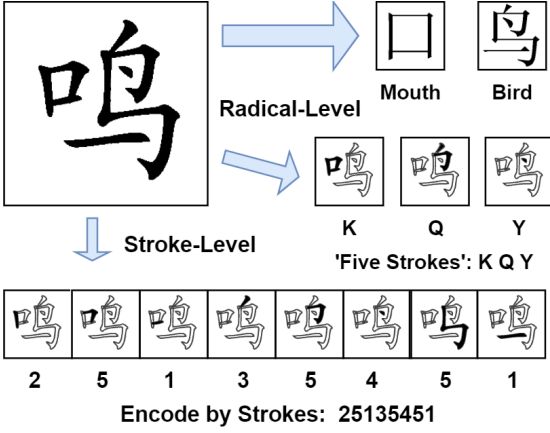 鸣
口 鸟
Mouth Bird
Radical-Level
鸣 鸣 鸣
K Q Y
'Five Strokes': K Q Y
Stroke-Level
鸣 鸣 鸣 鸣 鸣 鸣 鸣 鸣
2 5 1 3 5 4 5 1
Encode by Strokes: 25135451